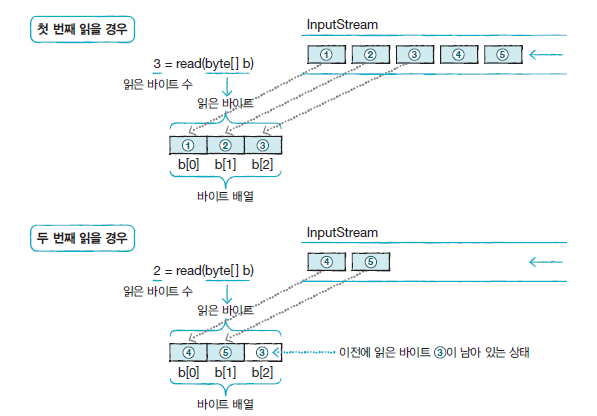 첫 번째 읽을 경우
InputStream
① ② ③ ④ ⑤
3 = read(byte[] b)
읽은 바이트 수
읽은 바이트
① ② ③
b[0] b[1] b[2]
바이트 배열
두 번째 읽을 경우
InputStream
④ ⑤
2 = read(byte[] b)
읽은 바이트 수
읽은 바이트
④ ⑤ ③ 이전에 읽은 바이트 ③이 남아 있는 상태
b[0] b[1] b[2]
바이트 배열